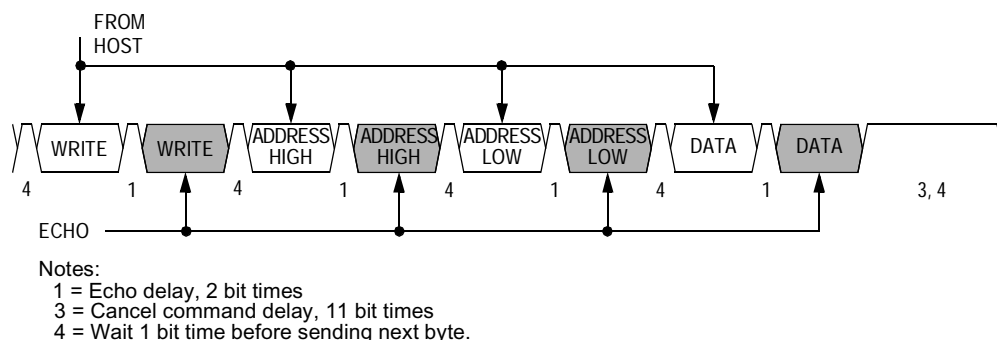 FROM
HOST
WRITE WRITE ADDRESS HIGH ADDRESS HIGH ADDRESS LOW ADDRESS LOW DATA DATA
4 1 4 1 4 1 4 1 3, 4
ECHO
Notes:
1 = Echo delay, 2 bit times
3 = Cancel command delay, 11 bit times
4 = Wait 1 bit time before sending next byte.